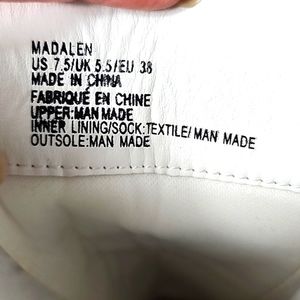 MADALEN
US 7.5/UK 5.5/EU 38
MADE IN CHINA
FABRIQUÉ EN CHINE
UPPER:MAN MADE
INNER LINING/SOCK:TEXTILE/MAN MADE
OUTSOLE:MAN MADE